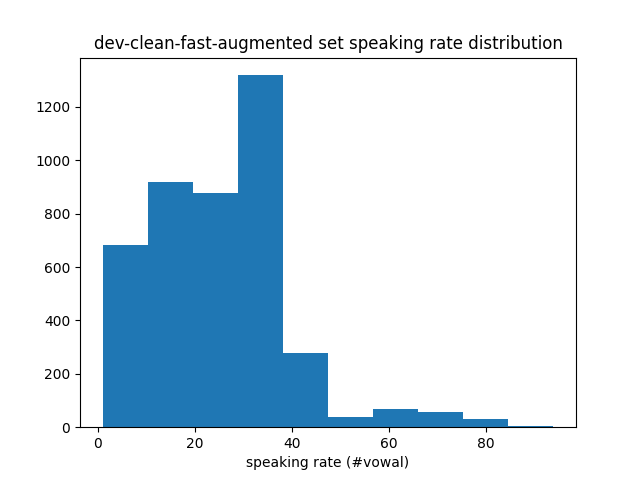 dev-clean-fast-augmented set speaking rate distribution
1200
1000
800
600
400
200
0
0 20 40 60 80
speaking rate (#vowal)